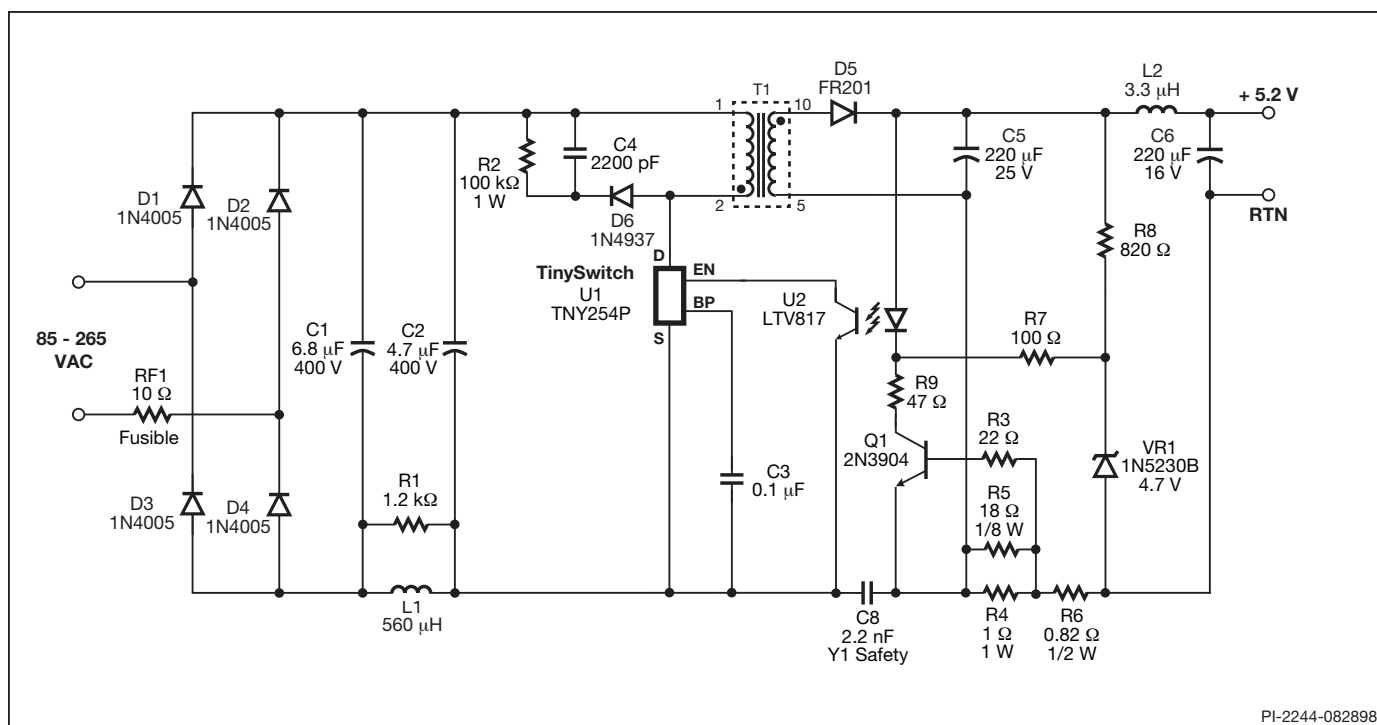 L2
3.3 μH
D5
FR201
T1
+ 5.2 V
1
10
C4
2200 pF
R2
100 kΩ
1 W
C5
220 μF
25 V
C6
220 μF
16 V
D1
1N4005
D2
1N4005
2
5
D6
1N4937
RTN
R8
820 Ω
D
TinySwitch
U1
TNY254P
EN
BP
S
U2
LTV817
85 - 265
VAC
C1
6.8 μF
400 V
C2
4.7 μF
400 V
R7
100 Ω
RF1
10 Ω
Fusible
R9
47 Ω
Q1
2N3904
R3
22 Ω
VR1
1N5230B
4.7 V
C3
0.1 μF
D3
1N4005
D4
1N4005
R1
1.2 kΩ
R5
18 Ω
1/8 W
L1
560 μH
C8
2.2 nF
Y1 Safety
R4
1 Ω
1 W
R6
0.82 Ω
1/2 W
PI-2244-082898